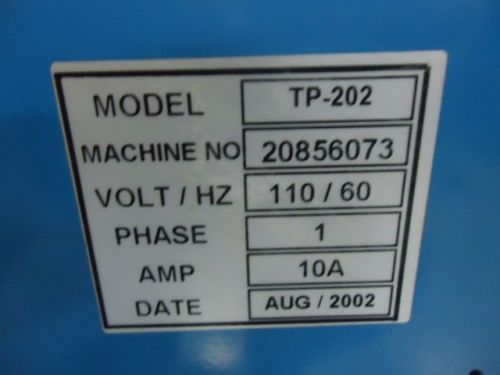 MODEL TP-202
MACHINE NO 20856073
VOLT / HZ 110 / 60
PHASE 1
AMP 10A
DATE AUG / 2002